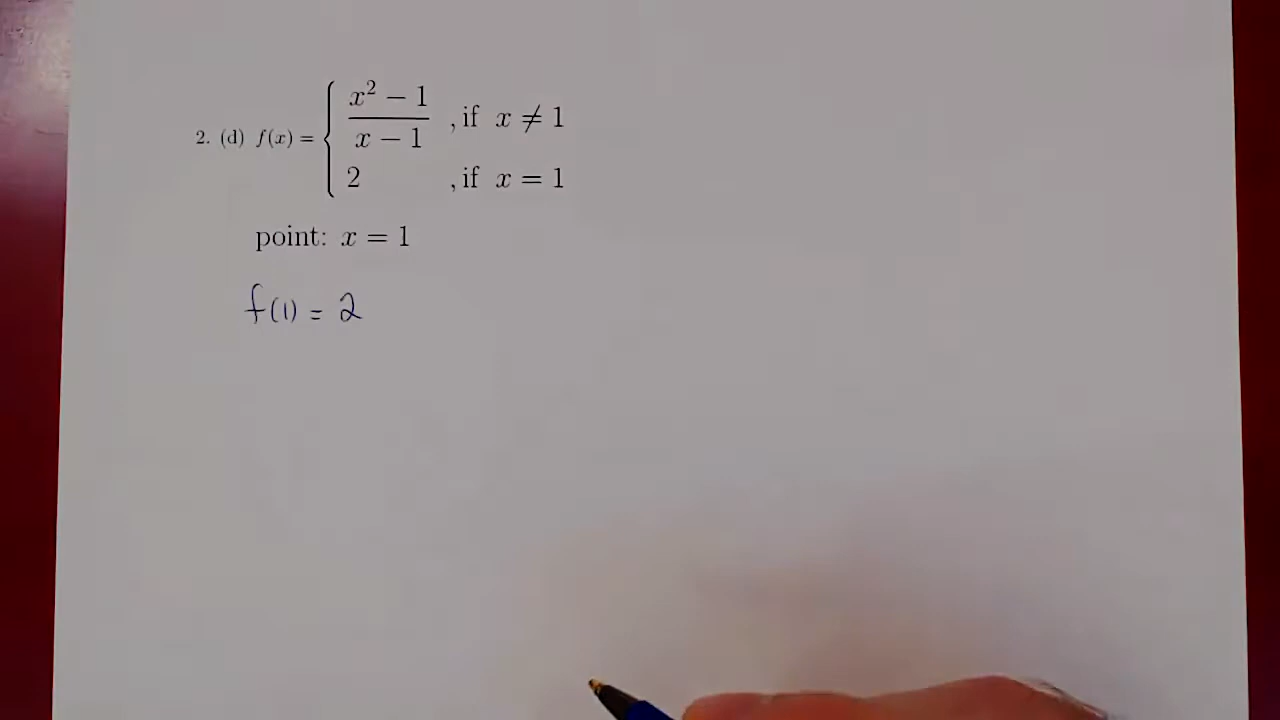 2. (d) f(x) = { x² − 1 / x − 1 , if x ≠ 1
2 , if x = 1
point: x = 1
f(1) = 2